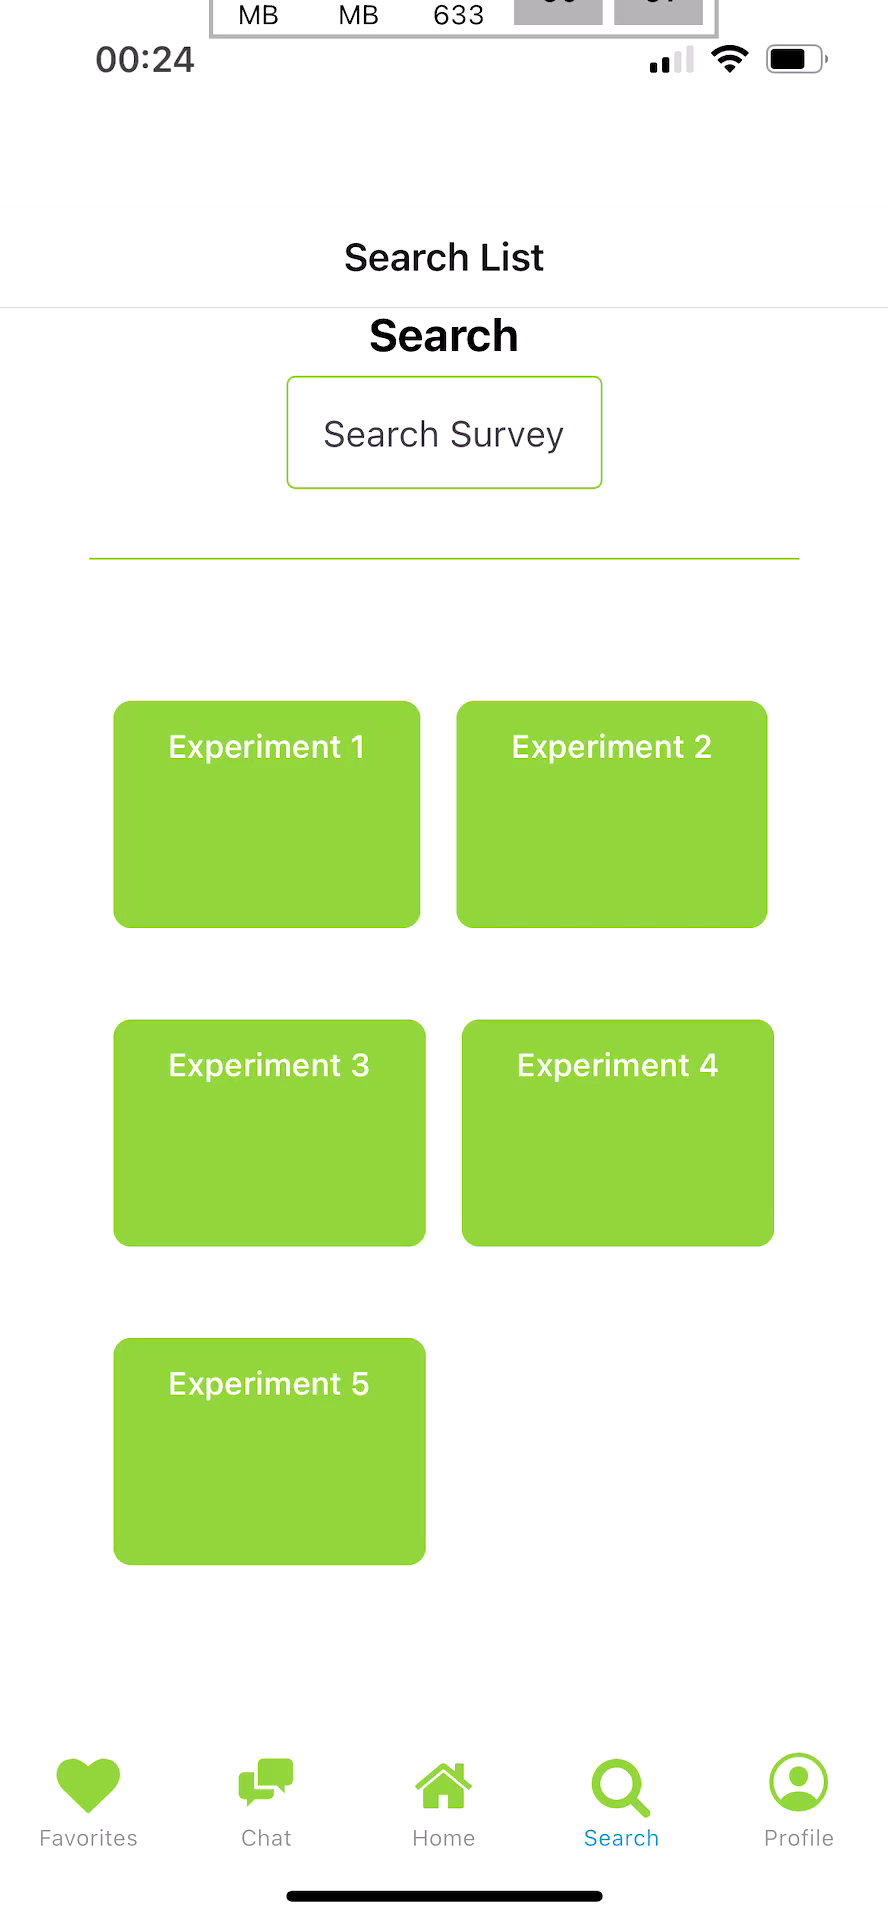 MB MB 633
00:24
Search List
Search
Search Survey
Experiment 1 Experiment 2
Experiment 3 Experiment 4
Experiment 5
Favorites Chat Home Search Profile